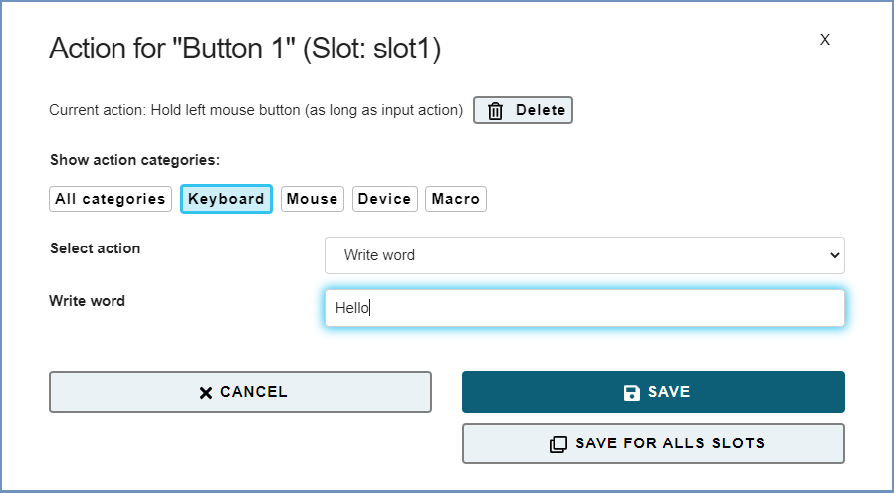 Action for "Button 1" (Slot: slot1)
X
Current action: Hold left mouse button (as long as input action) Delete
Show action categories:
All categories Keyboard Mouse Device Macro
Select action Write word
Write word Hello
CANCEL SAVE
SAVE FOR ALLS SLOTS